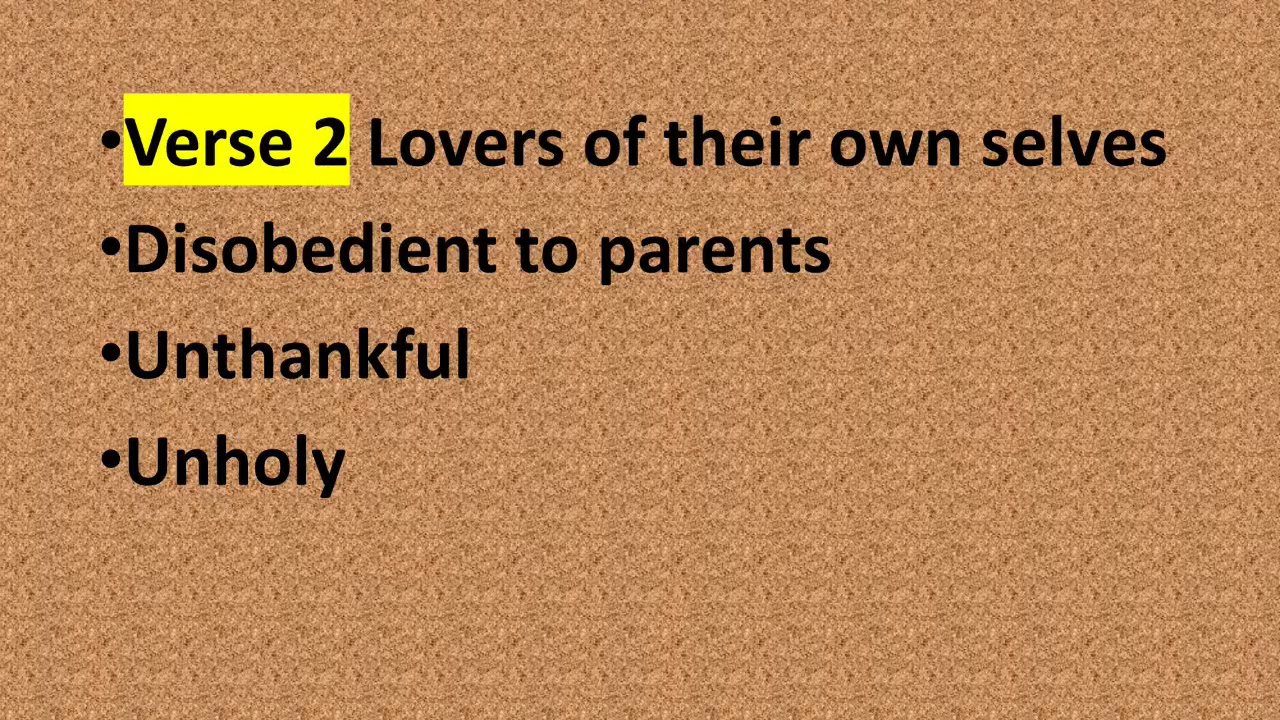 •Verse 2 Lovers of their own selves
•Disobedient to parents
•Unthankful
•Unholy